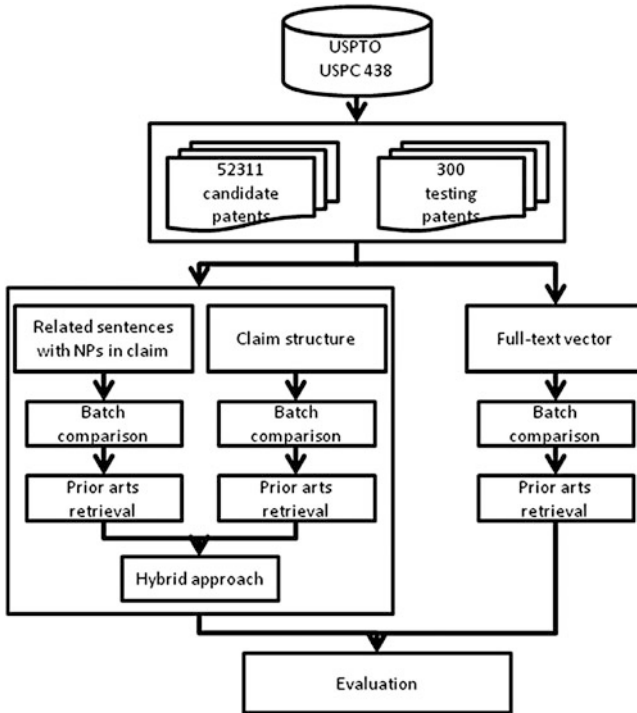 USPTO
USPC 438
52311
candidate
patents
300
testing
patents
Related sentences
with NPs in claim
Claim structure
Full-text vector
Batch
comparison
Batch
comparison
Batch
comparison
Prior arts
retrieval
Prior arts
retrieval
Prior arts
retrieval
Hybrid approach
Evaluation